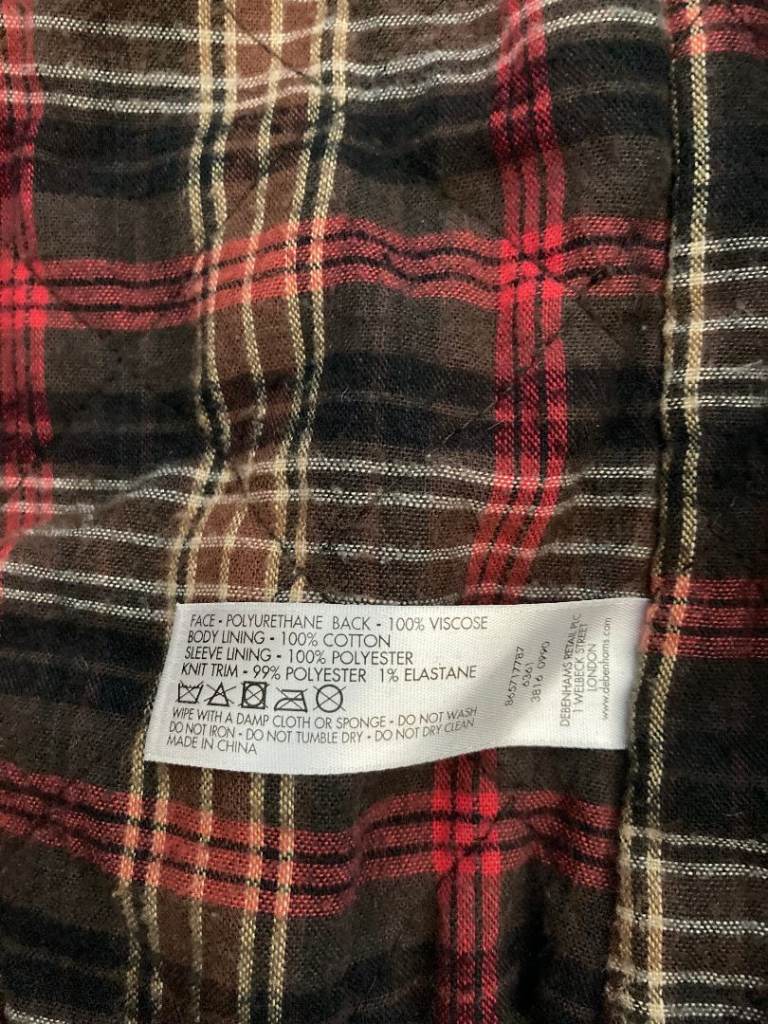 FACE - POLYURETHANE BACK - 100% VISCOSE
BODY LINING - 100% COTTON
SLEEVE LINING - 100% POLYESTER
KNIT TRIM - 99% POLYESTER 1% ELASTANE
WIPE WITH A DAMP CLOTH OR SPONGE - DO NOT WASH
DO NOT IRON - DO NOT TUMBLE DRY - DO NOT DRY CLEAN
MADE IN CHINA
865717787
6361
3816 0990
DEBENHAMS RETAIL PLC
1 WELBECK STREET
LONDON
www.debenhams.com